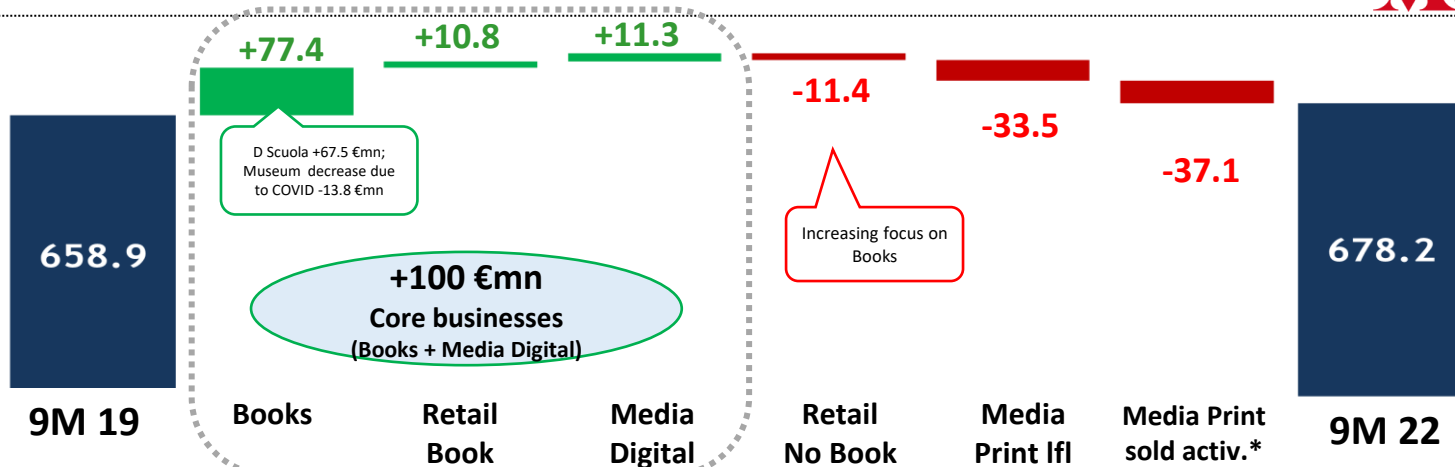 +77.4
+10.8
+11.3
-11.4
-33.5
-37.1
D Scuola +67.5 €mn;
Museum decrease due
to COVID -13.8 €mn
Increasing focus on
Books
658.9
678.2
+100 €mn
Core businesses
(Books + Media Digital)
9M 19
Books
Retail
Book
Media
Digital
Retail
No Book
Media
Print lfl
Media Print
sold activ.*
9M 22